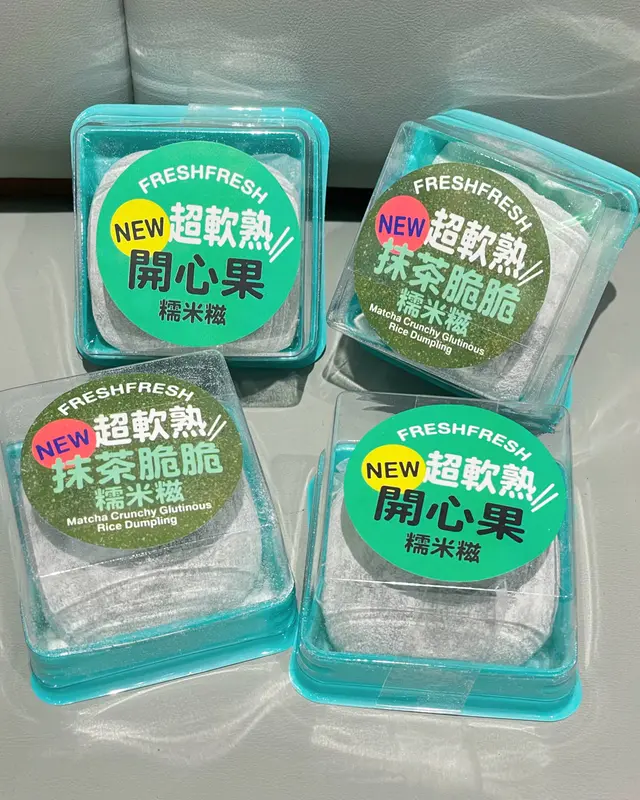 FRESHFRESH
NEW
超軟熟
開心果
糯米糍
FRESHFRESH
NEW
超軟熟
抹茶脆脆
糯米糍
Matcha Crunchy Glutinous
Rice Dumpling
FRESHFRESH
NEW
超軟熟
抹茶脆脆
糯米糍
Matcha Crunchy Glutinous
Rice Dumpling
FRESHFRESH
NEW
超軟熟
開心果
糯米糍